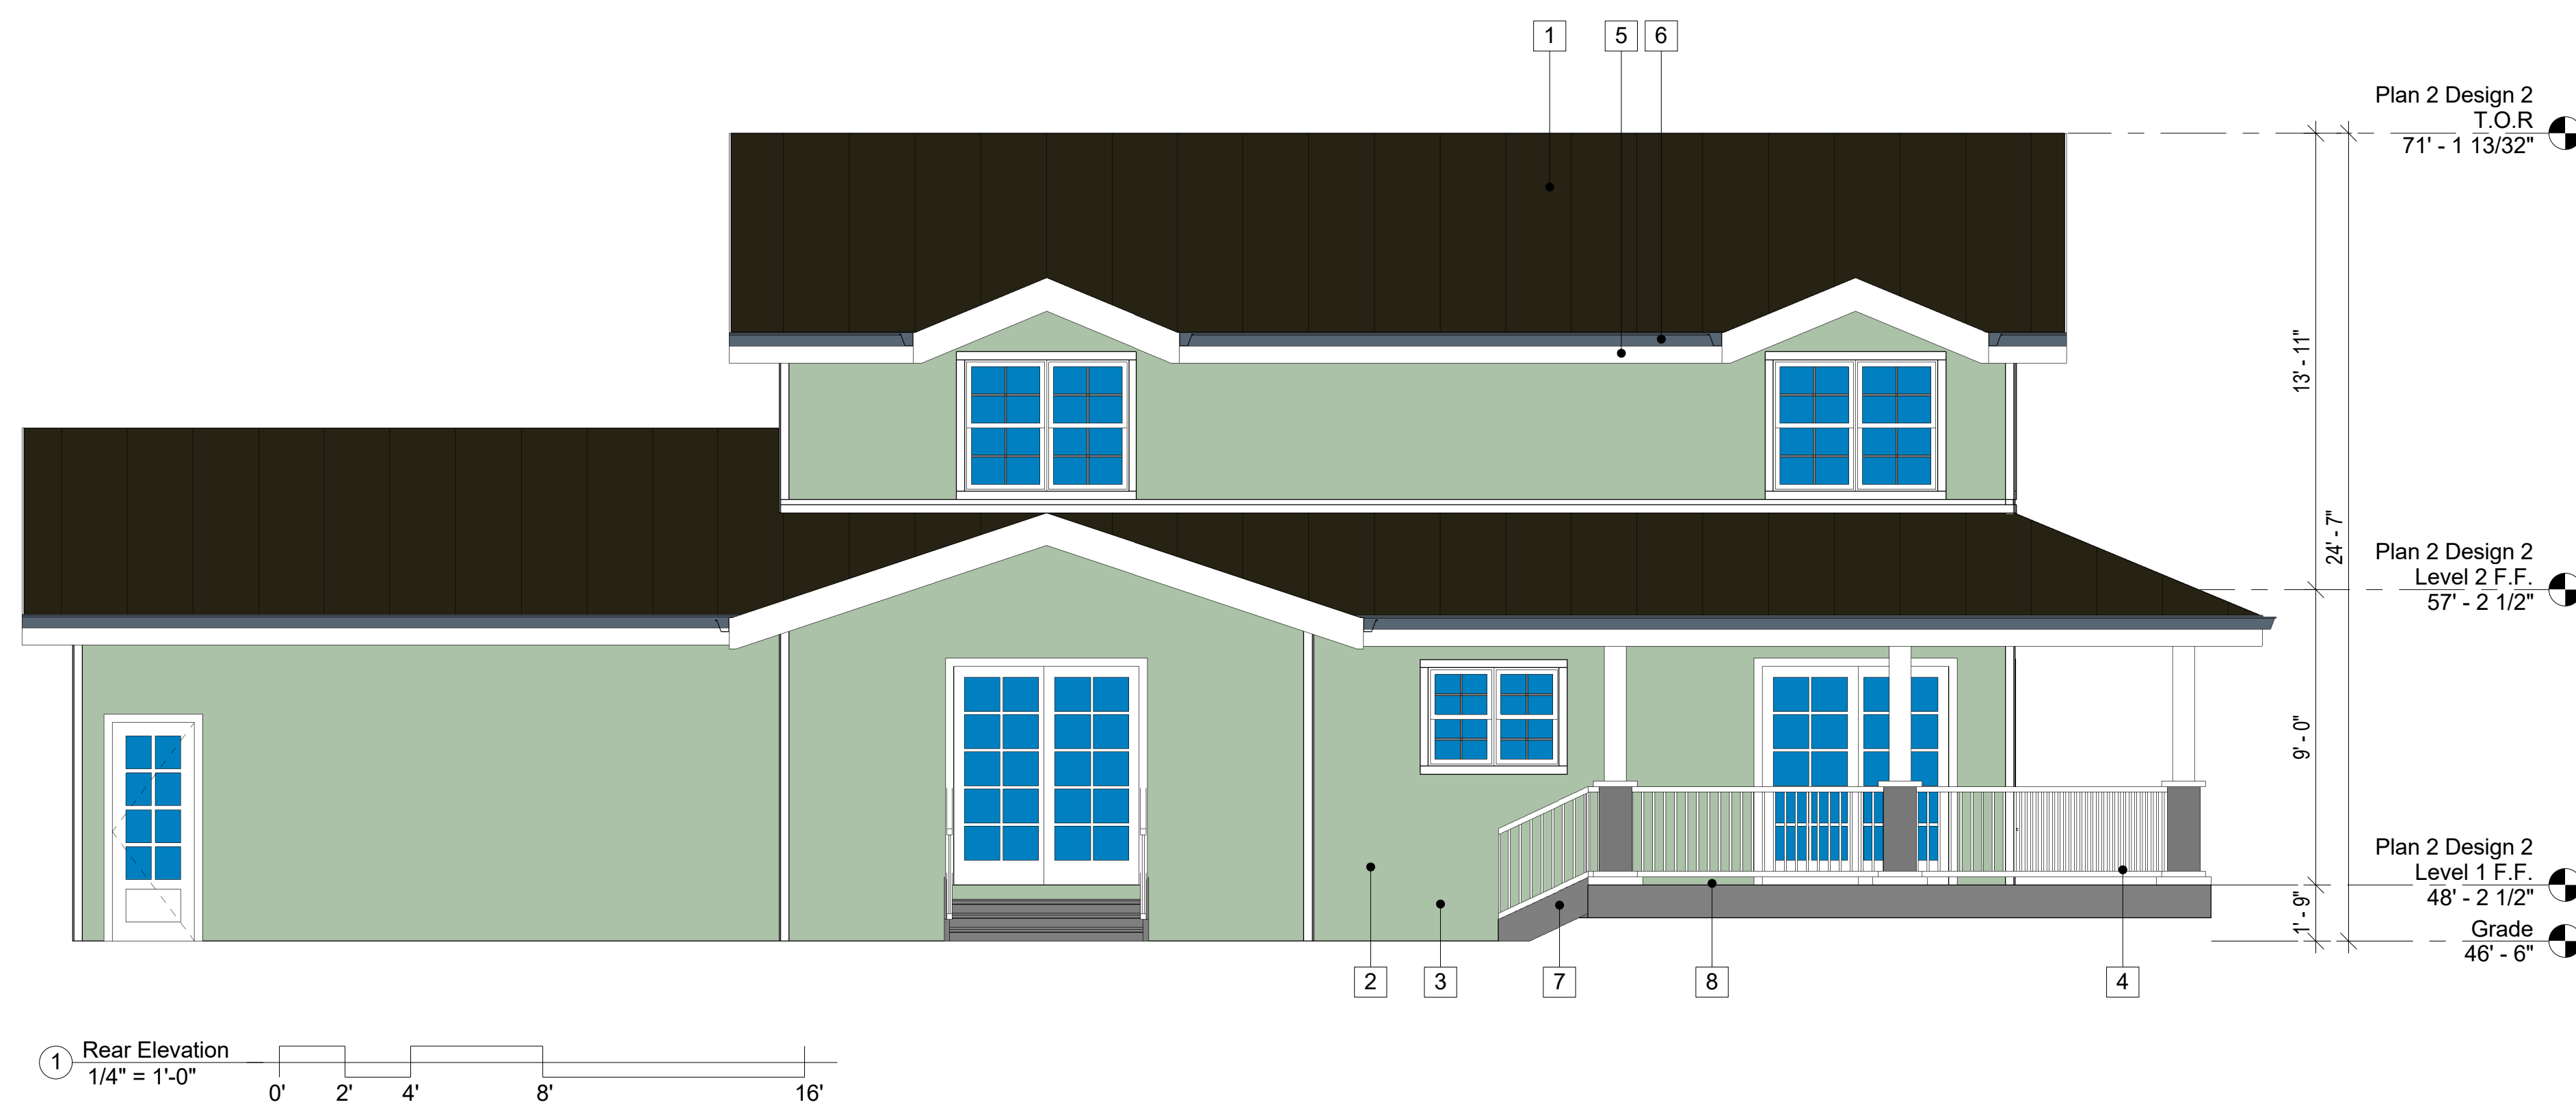 1
5
6
Plan 2 Design 2
T.O.R
71' - 1 13/32"
13' - 11"
24' - 7"
Plan 2 Design 2
Level 2 F.F.
57' - 2 1/2"
9' - 0"
Plan 2 Design 2
Level 1 F.F.
48' - 2 1/2"
1' - 9"
Grade
46' - 6"
2
3
7
8
4
1
Rear Elevation
1/4" = 1'-0"
0'
2'
4'
8'
16'